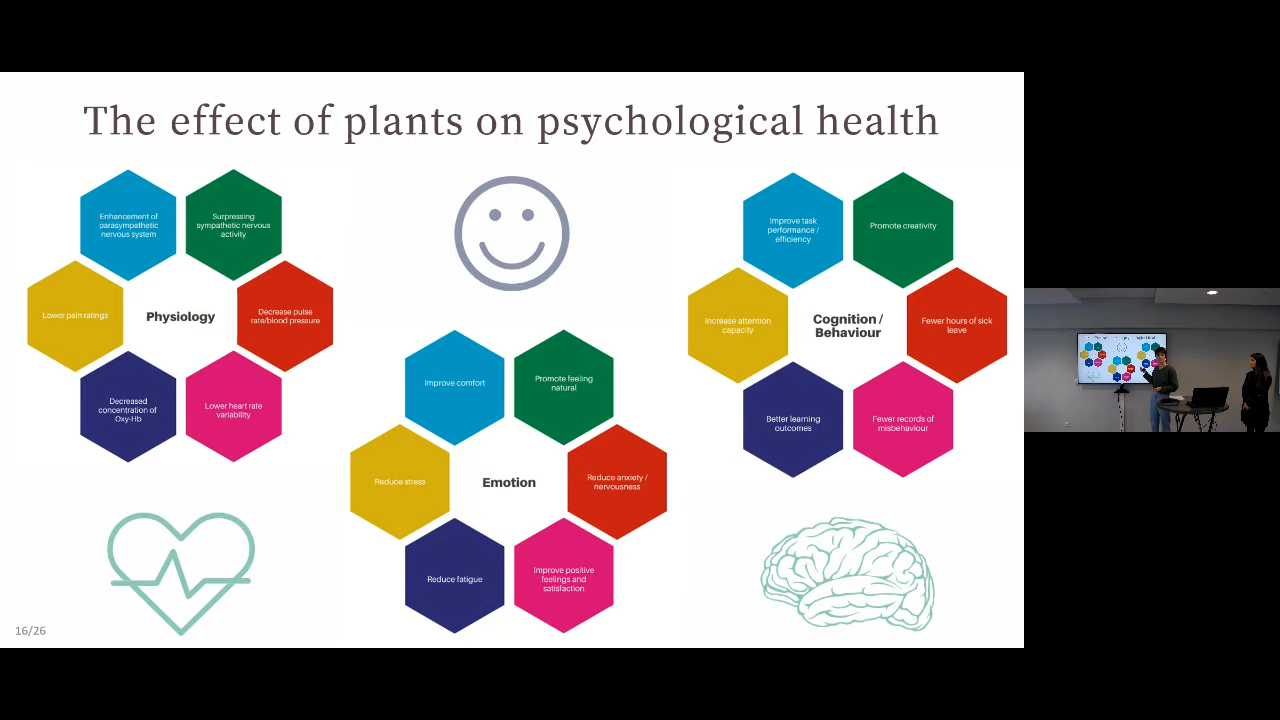 The effect of plants on psychological health
Enhancement of
parasympathetic
nervous system
Surpressing
sympathetic nervous
activity
Lower pain ratings
Physiology
Decrease pulse
rate/blood pressure
Decreased
concentration of
Oxy-Hb
Lower heart rate
variability
Improve comfort
Promote feeling
natural
Reduce stress
Emotion
Reduce anxiety /
nervousness
Reduce fatigue
Improve positive
feelings and
satisfaction
Improve task
performance /
efficiency
Promote creativity
Increase attention
capacity
Cognition /
Behaviour
Fewer hours of sick
leave
Better learning
outcomes
Fewer records of
misbehaviour
16/26